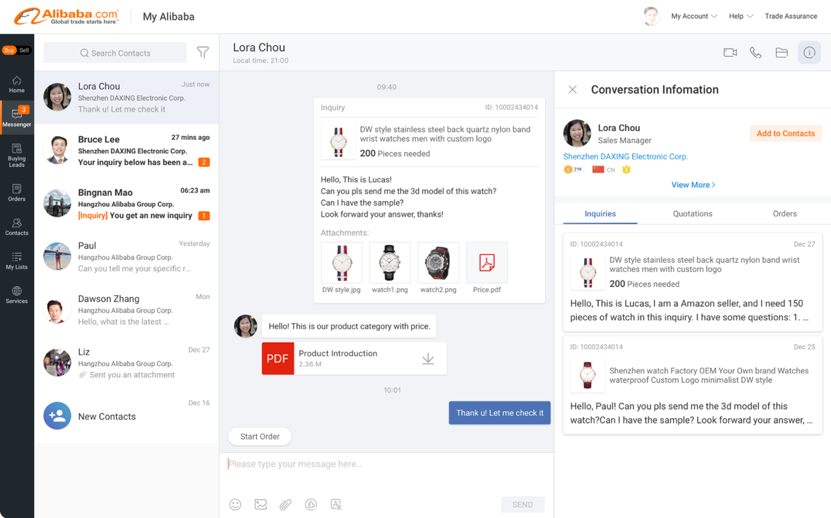 Alibaba.com
Global trade starts here.™
My Alibaba
My Account
Help
Trade Assurance
Buy
Sell
Home
3
Messenger
Buying
Leads
Orders
Contacts
My Lists
Services
Search Contacts
Lora Chou
Just now
Shenzhen DAXING Electronic Corp.
Thank u! Let me check it
Bruce Lee
27 mins ago
Shenzhen DAXING Electronic Corp.
Your inquiry below has been a...
2
Bingnan Mao
06:23 am
Hangzhou Alibaba Group Corp.
[Inquiry] You get an new inquiry
1
Paul
Yesterday
Hangzhou Alibaba Group Corp.
Can you tell me your specific r...
Dawson Zhang
Mon
Hangzhou Alibaba Group Corp.
Hello, what is the latest ...
Liz
Dec 27
Hangzhou Alibaba Group Corp.
Sent you an attachment
New Contacts
Dec 16
Lora Chou
Local time: 21:00
09:40
Inquiry
ID: 10002434014
DW style stainless steel back quartz nylon band
wrist watches men with custom logo
200 Pieces needed
Hello, This is Lucas!
Can you pls send me the 3d model of this watch?
Can I have the sample?
Look forward your answer, thanks!
Attachments:
DW style.jpg
watch1.png
watch2.png
Price.pdf
Hello! This is our product category with price.
PDF
Product Introduction
2.36 M
10:01
Thank u! Let me check it
Start Order
Please type your message here...
SEND
Conversation Infomation
Lora Chou
Sales Manager
Add to Contacts
Shenzhen DAXING Electronic Corp.
CN
View More >
Inquiries
Quotations
Orders
ID: 10002434014
Dec 27
DW style stainless steel back quartz nylon band wrist
watches men with custom logo
200 Pieces needed
Hello, This is Lucas, I am a Amazon seller, and I need 150
pieces of watch in this inquiry. I have some questions: 1. ...
ID: 10002434014
Dec 25
Shenzhen watch Factory OEM Your Own brand Watches
waterproof Custom Logo minimalist DW style
Hello, Paul! Can you pls send me the 3d model of this
watch?Can I have the sample? Look forward your answer, ...